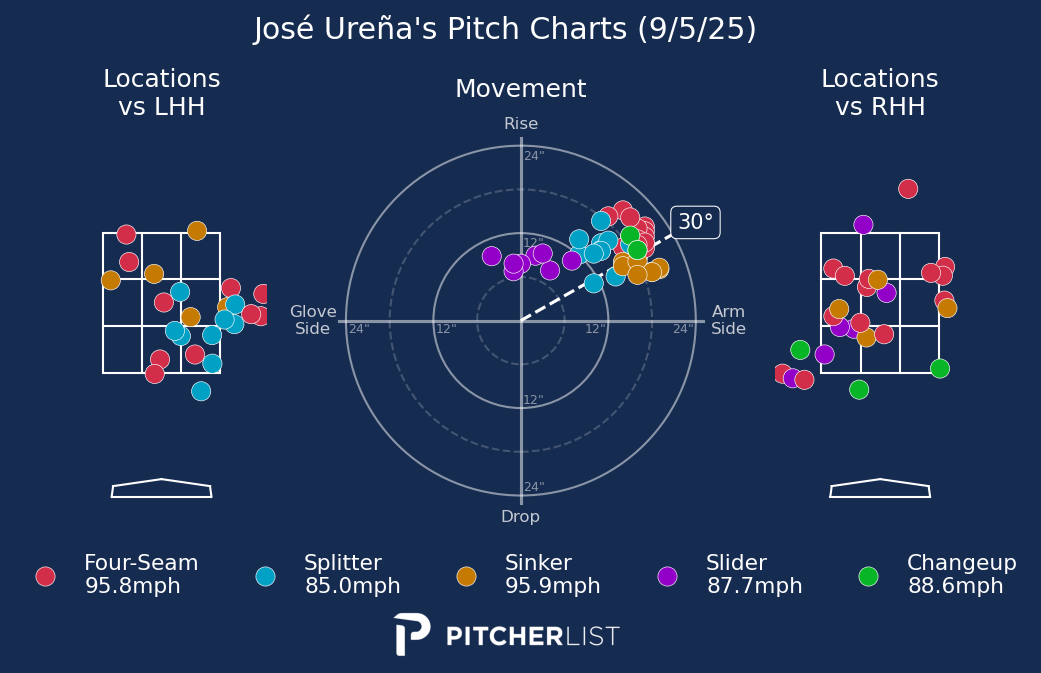 José Ureña's Pitch Charts (9/5/25)
Locations
vs LHH
Movement
Locations
vs RHH
Rise
24"
30°
12"
Glove
Side
24"
12"
12"
24"
Arm
Side
12"
24"
Drop
Four-Seam
95.8mph
Splitter
85.0mph
Sinker
95.9mph
Slider
87.7mph
Changeup
88.6mph
PITCHERLIST